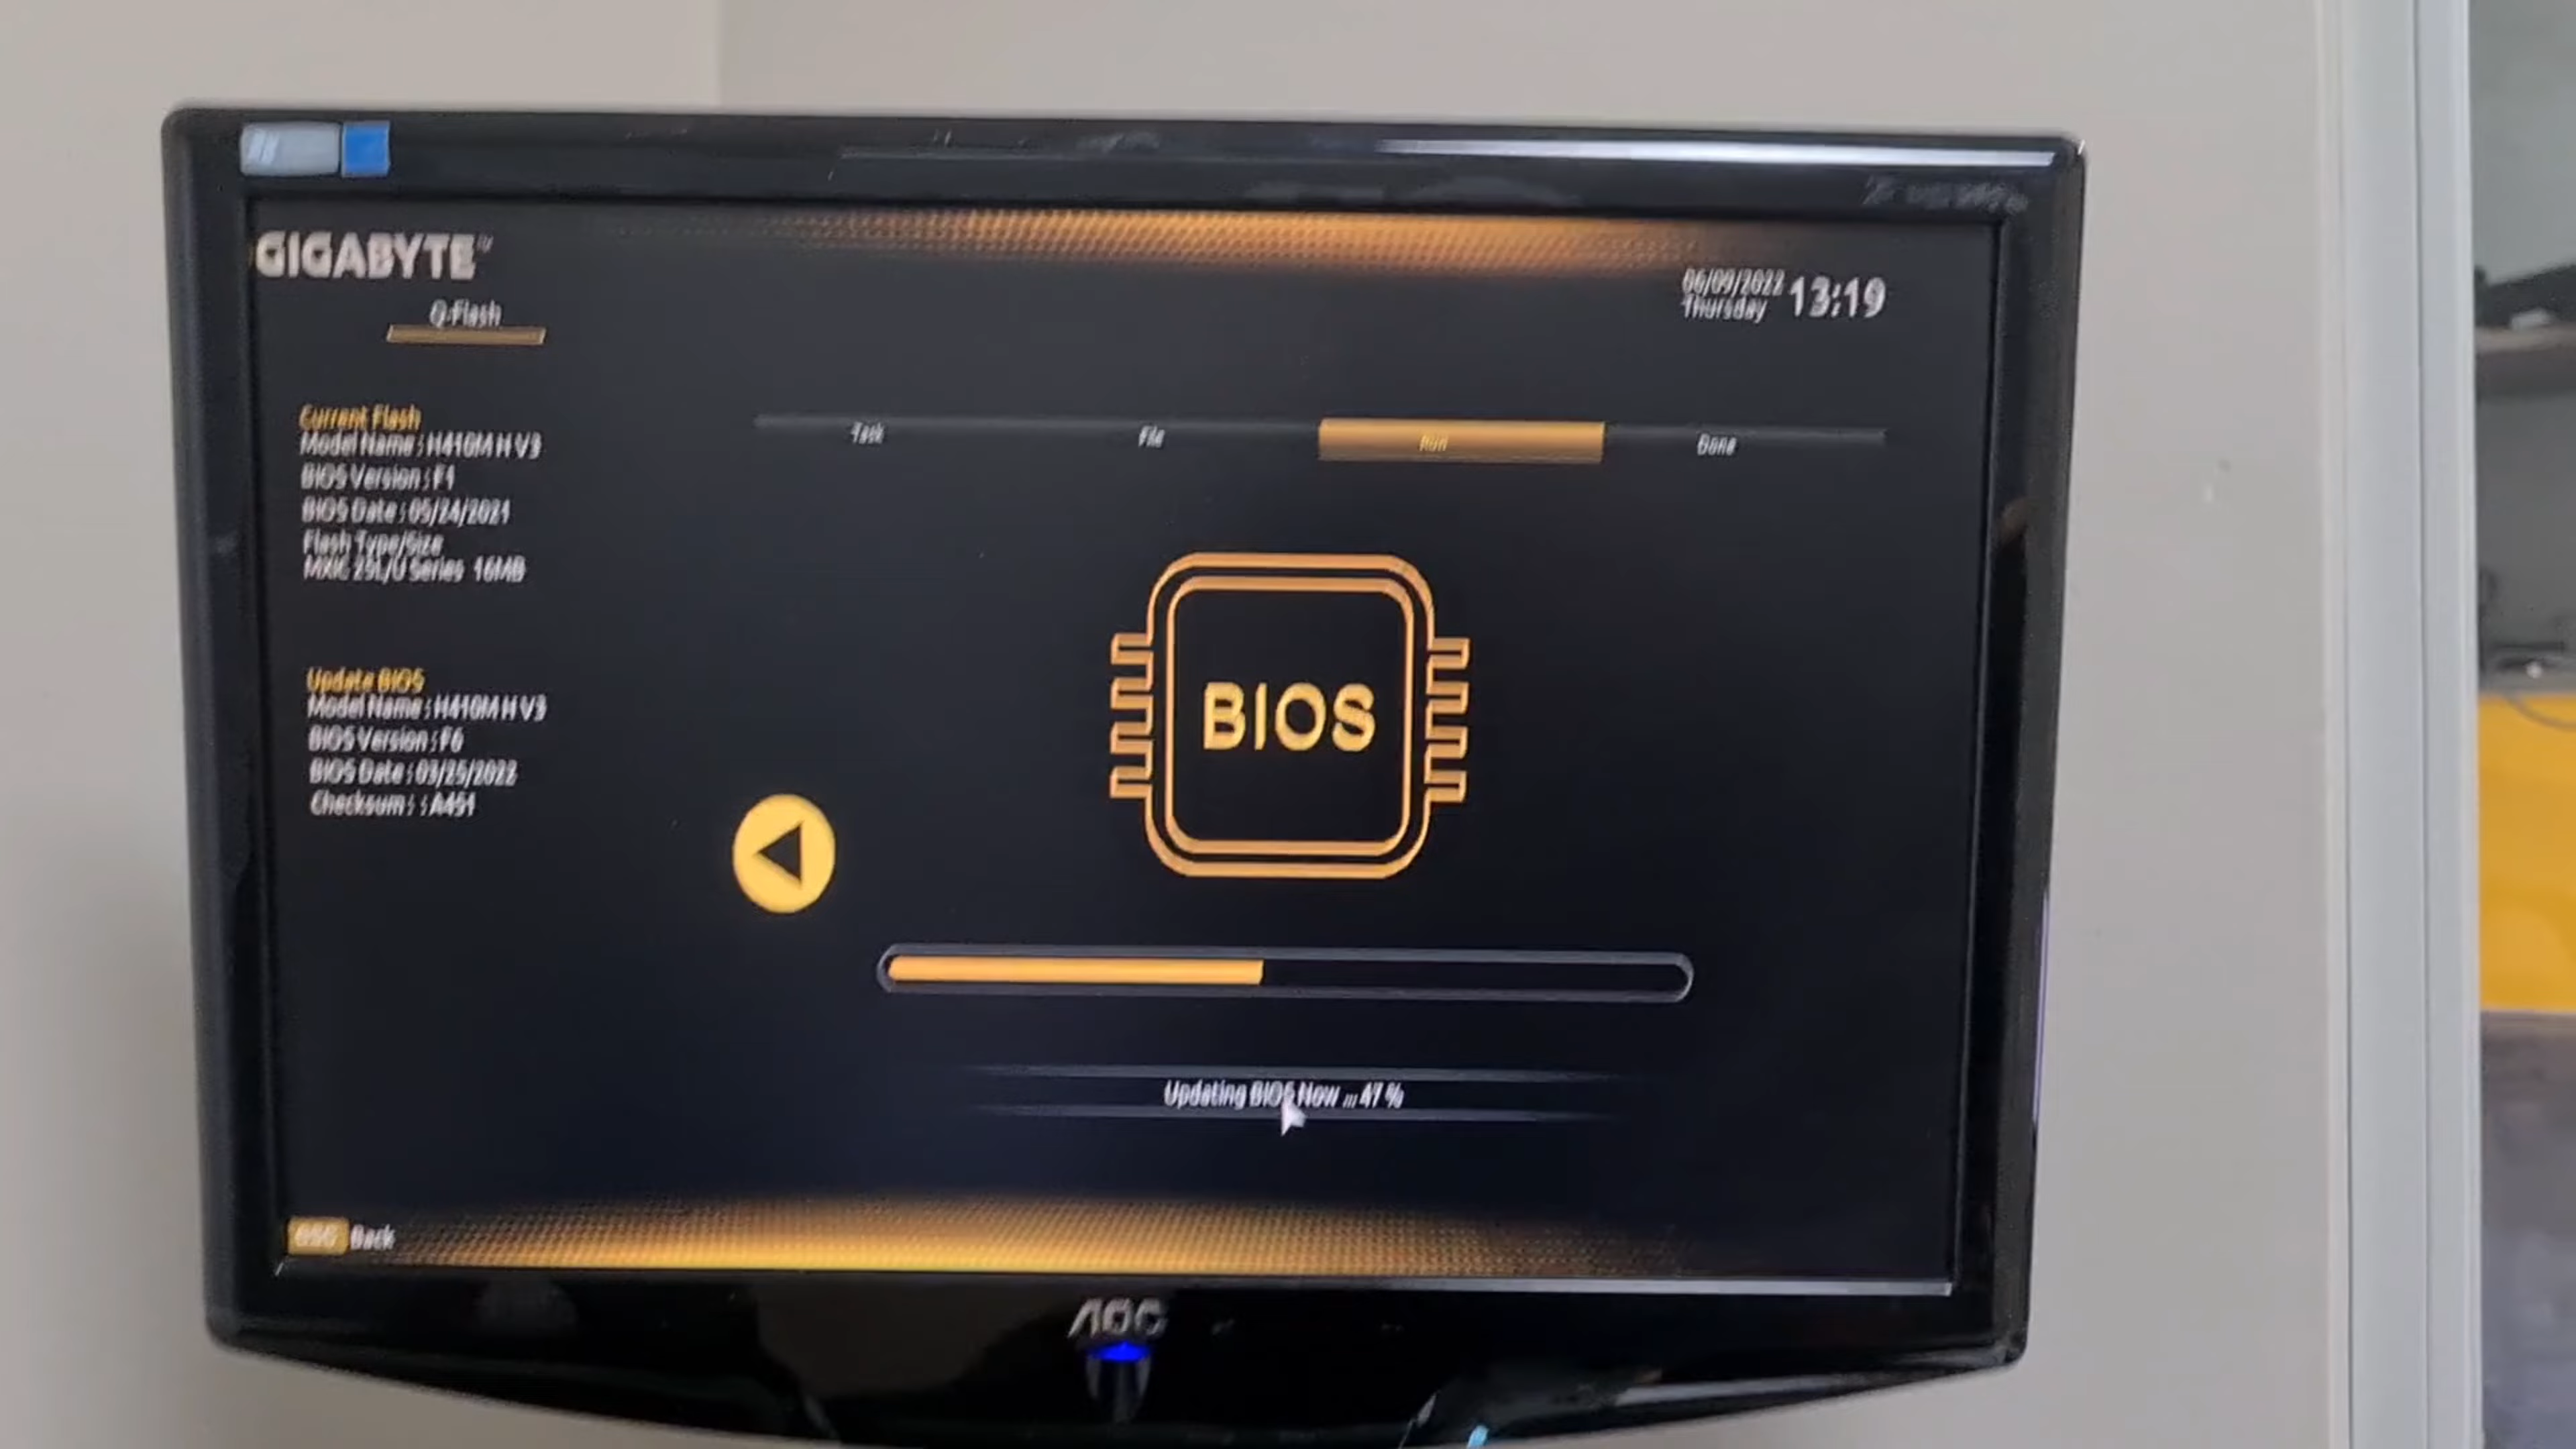 GIGABYTE™
Q-Flash
06/09/2022
Thursday
13:19
Current Flash
Model Name : H410M H V3
BIOS Version : F1
BIOS Date : 05/24/2021
Flash Type/Size
MXIC 25L/U Series 16MB
Task
File
Run
Done
Update BIOS
Model Name : H410M H V3
BIOS Version : F6
BIOS Date : 03/25/2022
Checksum : : A451
BIOS
Updating BIOS Now ... 47 %
ESC Back
AOC